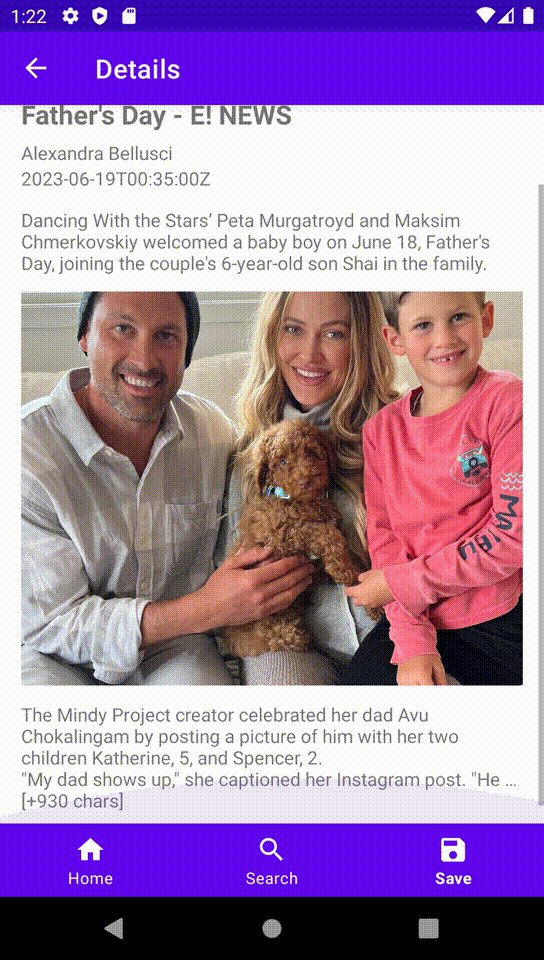 1:22
Details
Father's Day - E! NEWS
Alexandra Bellusci
2023-06-19T00:35:00Z
Dancing With the Stars’ Peta Murgatroyd and Maksim
Chmerkovskiy welcomed a baby boy on June 18, Father's
Day, joining the couple's 6-year-old son Shai in the family.
MALIBU
The Mindy Project creator celebrated her dad Avu
Chokalingam by posting a picture of him with her two
children Katherine, 5, and Spencer, 2.
"My dad shows up," she captioned her Instagram post. "He …
[+930 chars]
Home
Search
Save